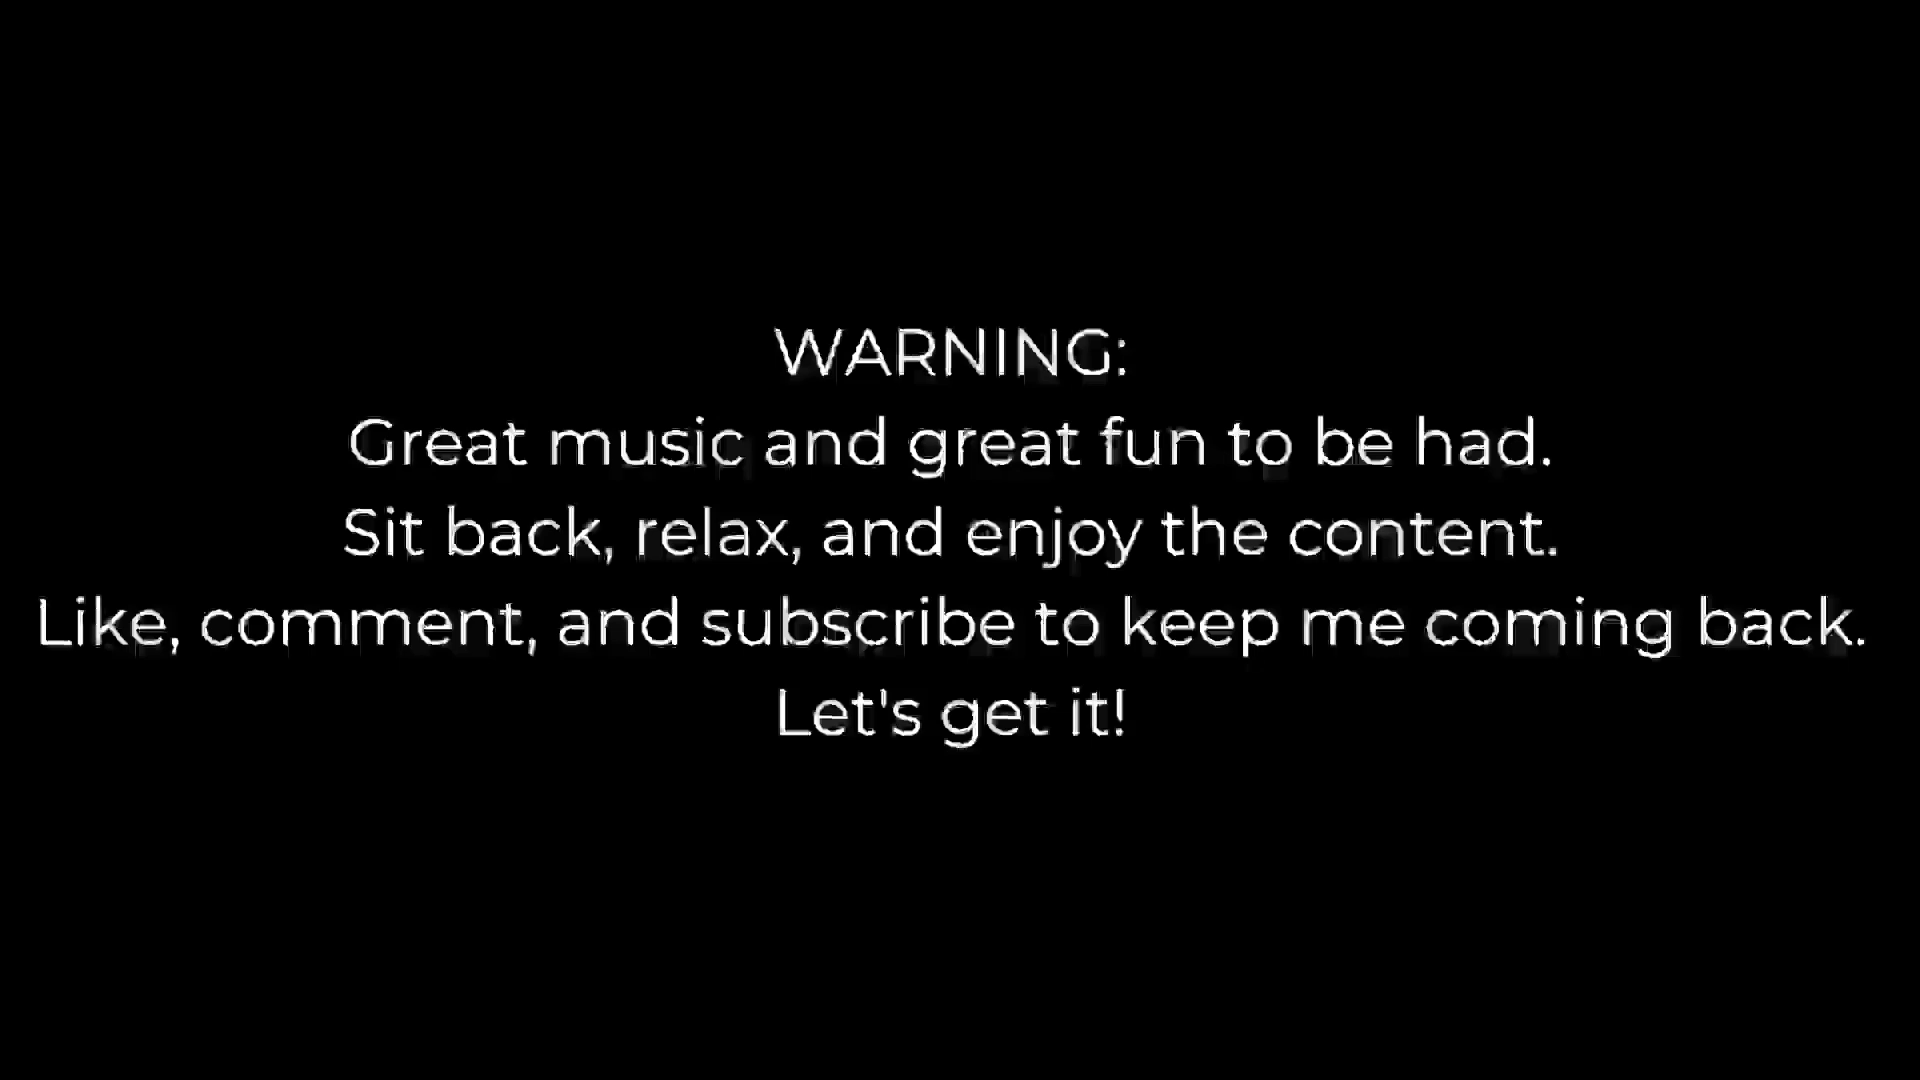 WARNING:
Great music and great fun to be had.
Sit back, relax, and enjoy the content.
Like, comment, and subscribe to keep me coming back.
Let's get it!